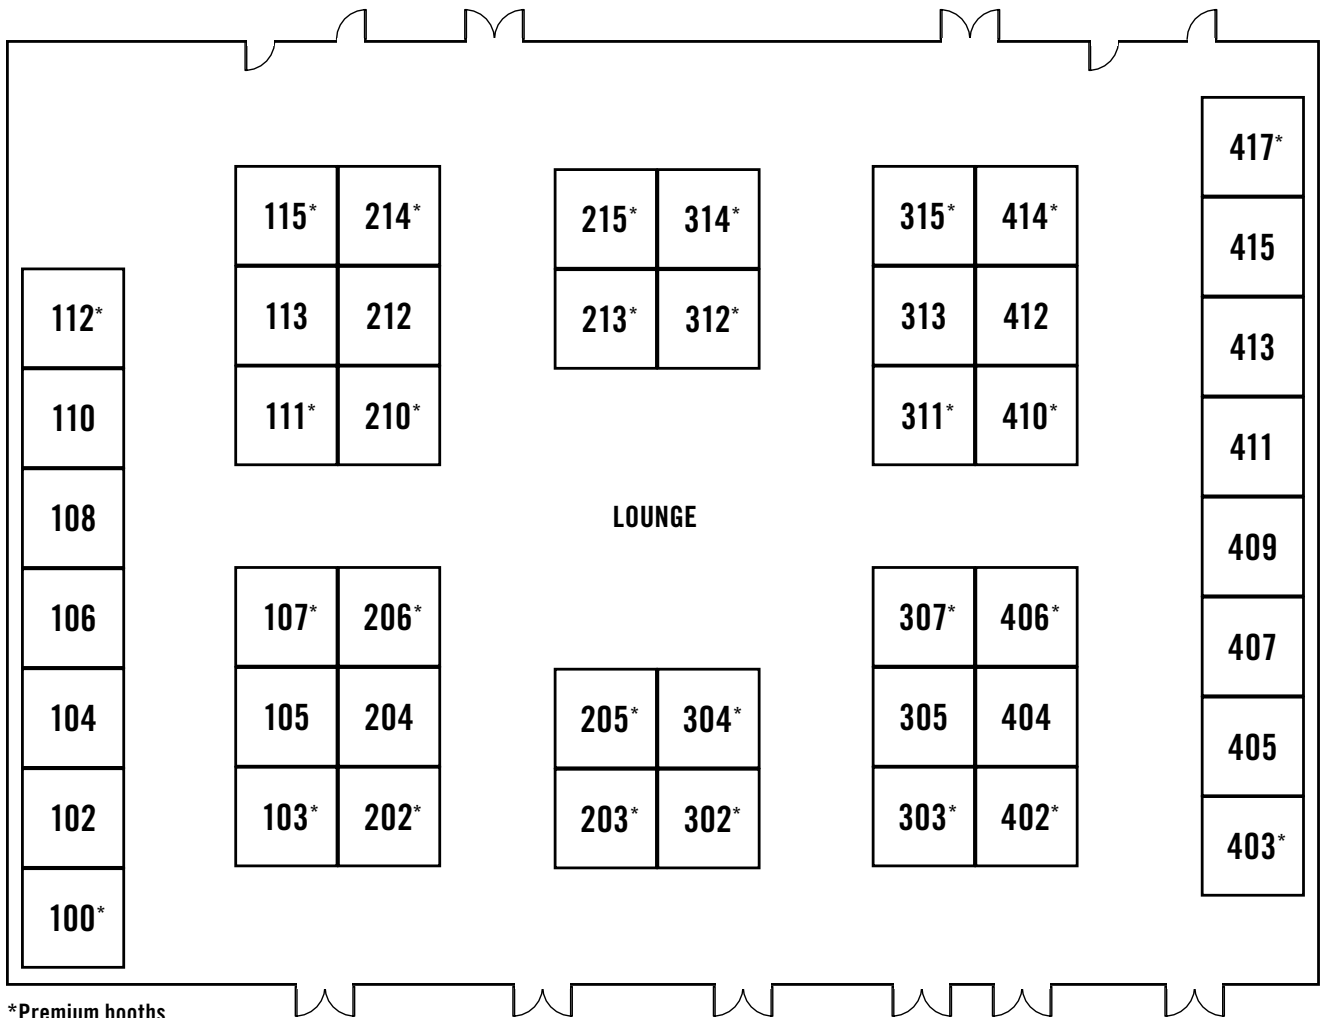 417*
115* 214* 215* 314* 315* 414*
415
112* 113 212 213* 312* 313 412
413
110 111* 210* 311* 410*
411
108 LOUNGE
409
106 107* 206* 307* 406*
407
104 105 204 205* 304* 305 404
405
102 103* 202* 203* 302* 303* 402*
403*
100*
*Premium booths